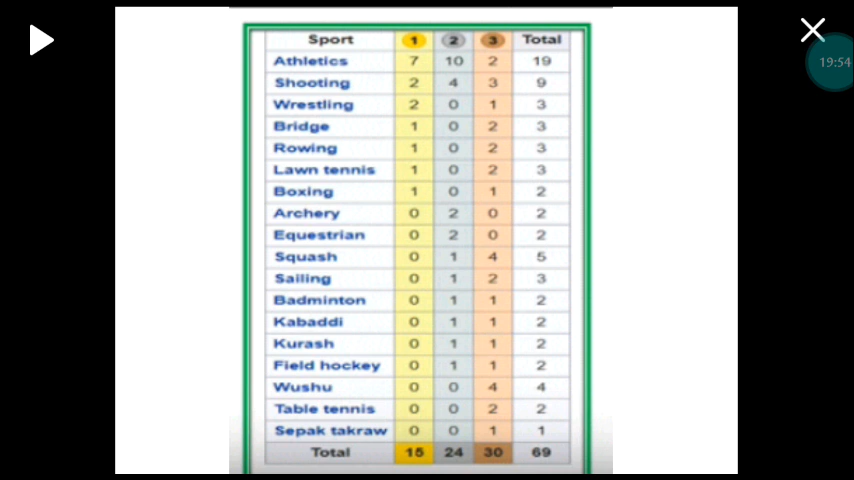 Sport 1 2 3 Total
Athletics 7 10 2 19
Shooting 2 4 3 9
Wrestling 2 0 1 3
Bridge 1 0 2 3
Rowing 1 0 2 3
Lawn tennis 1 0 2 3
Boxing 1 0 1 2
Archery 0 2 0 2
Equestrian 0 2 0 2
Squash 0 1 4 5
Sailing 0 1 2 3
Badminton 0 1 1 2
Kabaddi 0 1 1 2
Kurash 0 1 1 2
Field hockey 0 1 1 2
Wushu 0 0 4 4
Table tennis 0 0 2 2
Sepak takraw 0 0 1 1
Total 15 24 30 69
19:54